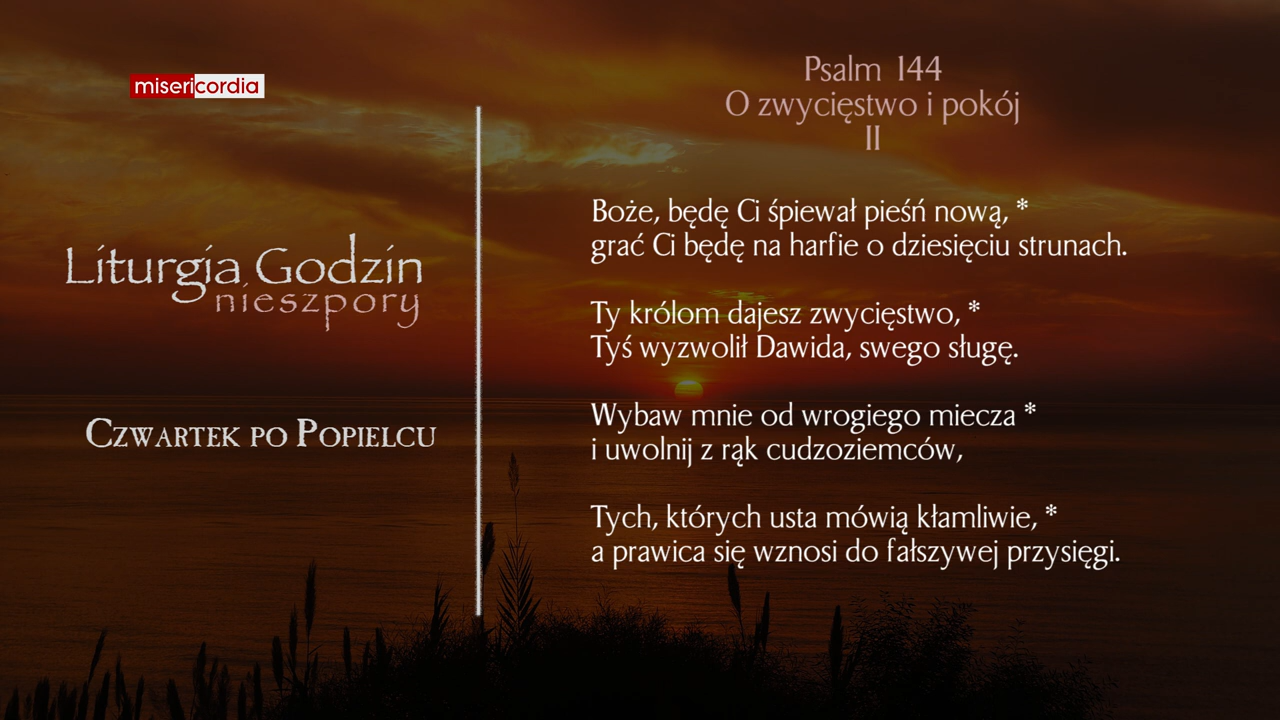 misericordia
Liturgia Godzin
nieszpory
Czwartek po Popielcu
Psalm 144
O zwycięstwo i pokój
II
Boże, będę Ci śpiewał pieśń nową, *
grać Ci będę na harfie o dziesięciu strunach.
Ty królom dajesz zwycięstwo, *
Tyś wyzwolił Dawida, swego sługę.
Wybaw mnie od wrogiego miecza *
i uwolnij z rąk cudzoziemców,
Tych, których usta mówią kłamliwie, *
a prawica się wznosi do fałszywej przysięgi.